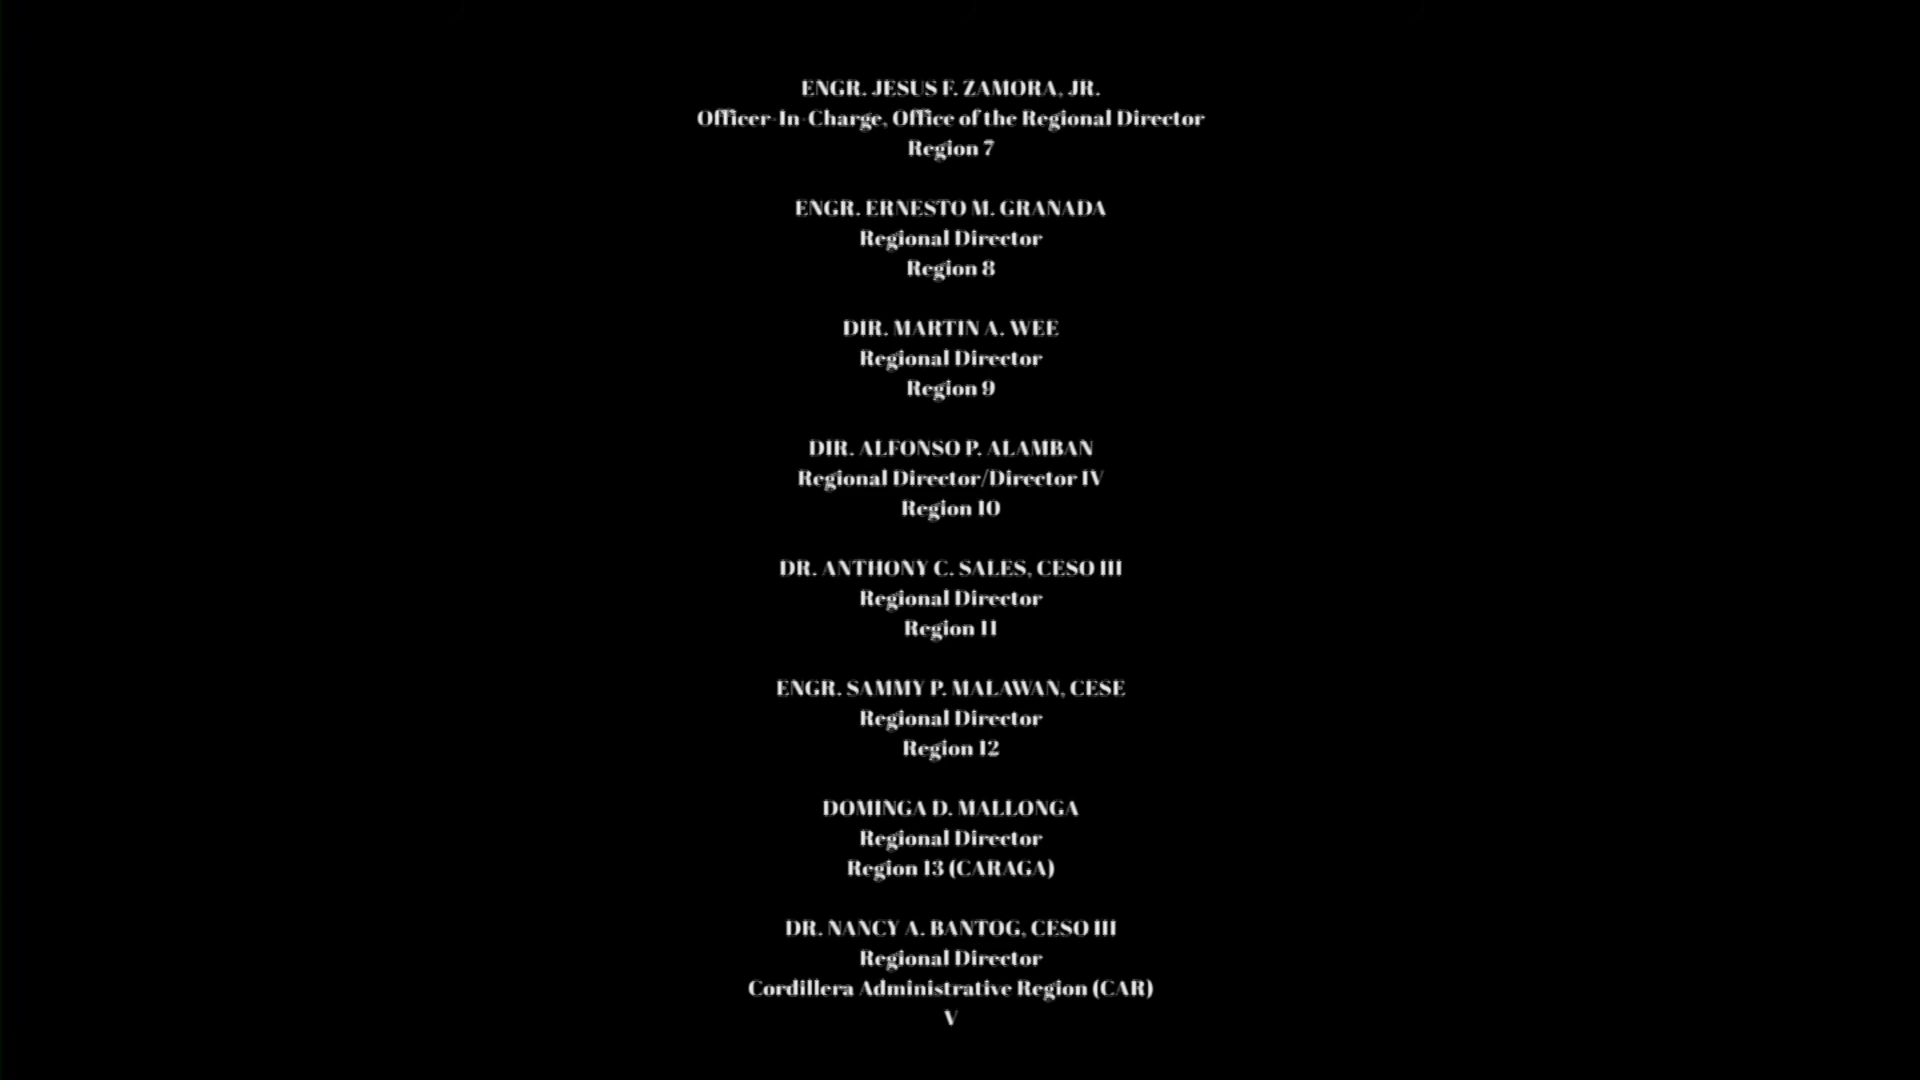 ENGR. JESUS F. ZAMORA, JR.
Officer-In-Charge, Office of the Regional Director
Region 7
ENGR. ERNESTO M. GRANADA
Regional Director
Region 8
DIR. MARTIN A. WEE
Regional Director
Region 9
DIR. ALFONSO P. ALAMBAN
Regional Director/Director IV
Region 10
DR. ANTHONY C. SALES, CESO III
Regional Director
Region 11
ENGR. SAMMY P. MALAWAN, CESE
Regional Director
Region 12
DOMINGA D. MALLONGA
Regional Director
Region 13 (CARAGA)
DR. NANCY A. BANTOG, CESO III
Regional Director
Cordillera Administrative Region (CAR)
V